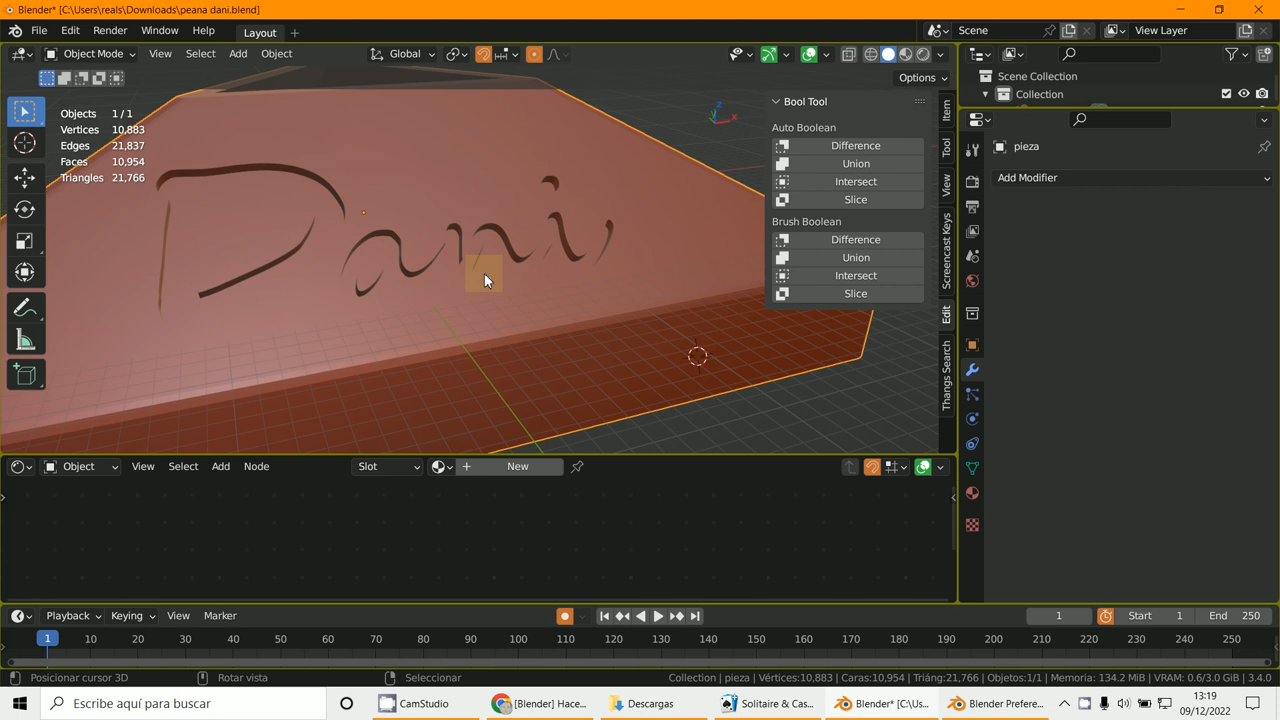 Blender* [C:\Users\reals\Downloads\peana dani.blend]
File Edit Render Window Help
Layout
Scene
View Layer
Object Mode
View Select Add Object
Global
Options
Scene Collection
Collection
Objects 1 / 1
Vertices 10,883
Edges 21,837
Faces 10,954
Triangles 21,766
Dani
Bool Tool
Auto Boolean
Difference
Union
Intersect
Slice
Brush Boolean
Difference
Union
Intersect
Slice
Item
Tool
View
Screencast Keys
Edit
Thangs Search
pieza
Add Modifier
Object
View Select Add Node
Slot
New
Playback Keying View Marker
1
Start 1
End 250
1 10 20 30 40 50 60 70 80 90 100 110 120 130 140 150 160 170 180 190 200 210 220 230 240 250
Posicionar cursor 3D
Rotar vista
Seleccionar
Collection | pieza | Vértices:10,883 | Caras:10,954 | Triáng:21,766 | Objetos:1/1 | Memoria: 134.2 MiB | VRAM: 0.6/3.0 GiB | 3.4.0
Escribe aquí para buscar
CamStudio
[Blender] Hace...
Descargas
Solitaire & Cas...
Blender* [C:\Us...
Blender Prefere...
13:19
09/12/2022